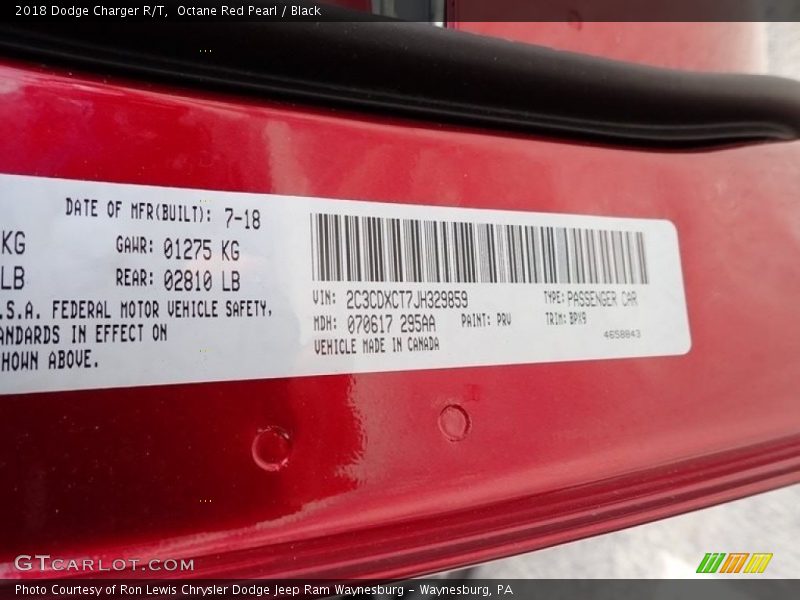 2018 Dodge Charger R/T, Octane Red Pearl / Black
DATE OF MFR(BUILT): 7-18
KG GAWR: 01275 KG
LB REAR: 02810 LB
.S.A. FEDERAL MOTOR VEHICLE SAFETY,
ANDARDS IN EFFECT ON
HOWN ABOVE.
VIN: 2C3CDXCT7JH329859 TYPE: PASSENGER CAR
MDH: 070617 295AA PAINT: PRV TRIM: BPX9
VEHICLE MADE IN CANADA 4658843
GTCARLOT.COM
Photo Courtesy of Ron Lewis Chrysler Dodge Jeep Ram Waynesburg – Waynesburg, PA